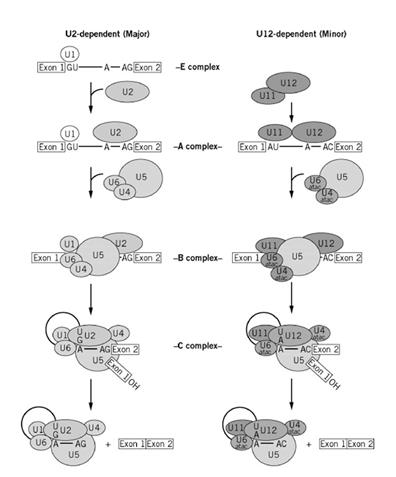 U2-dependent (Major)
U12-dependent (Minor)
U1
Exon 1 GU A AG Exon 2
–E complex
U2
U12
U11
U1
U2
Exon 1 GU A AG Exon 2
–A complex–
U11
U12
Exon 1 AU A AC Exon 2
U5
U6
U4
U5
U6
atac
U4
atac
U1
U2
Exon 1
U6
U5
U4
AG Exon 2
–B complex–
U11
U12
Exon 1
U6
atac
U5
U4
atac
AC Exon 2
U1
U
G
U2
U4
U6
A AG Exon 2
U5
Exon 1 OH
–C complex–
U11
U
A
U12
U4
atac
U6
atac
A AC Exon 2
U5
Exon 1 OH
U1
U
G
U2
U4
U6
A AG
U5
+ Exon 1 Exon 2
U11
U
A
U12
U4
atac
U6
atac
A AC
U5
+ Exon 1 Exon 2